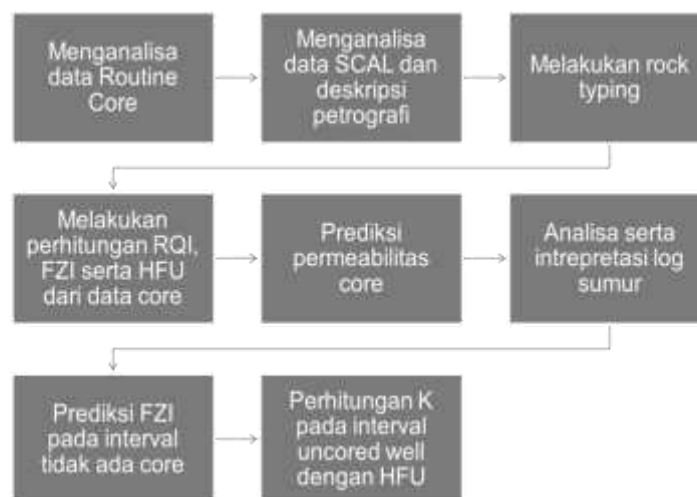 Menganalisa
data Routine
Core
Menganalisa
data SCAL dan
deskripsi
petrografi
Melakukan rock
typing
Melakukan
perhitungan RQI,
FZI serta HFU
dari data core
Prediksi
permeabilitas
core
Analisa serta
intrepretasi log
sumur
Prediksi FZI
pada interval
tidak ada core
Perhitungan K
pada interval
uncored well
dengan HFU